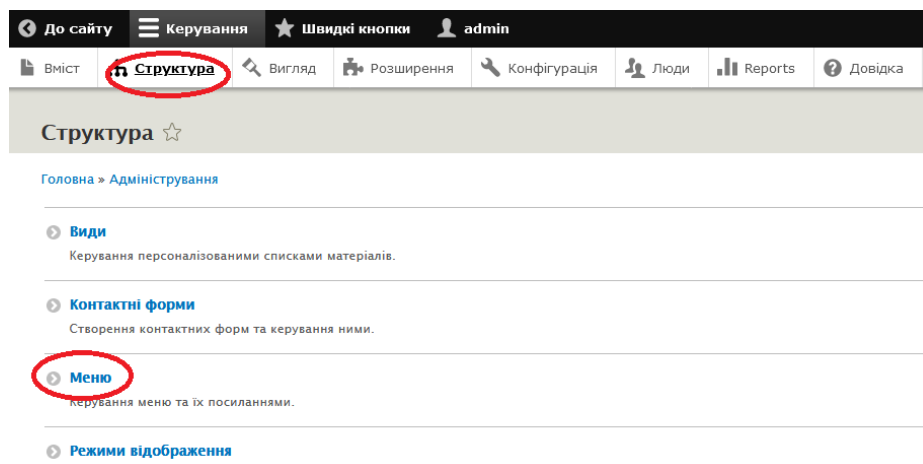 До сайту Керування Швидкі кнопки admin
Вміст Структура Вигляд Розширення Конфігурація Люди Reports Довідка
Структура
Головна » Адміністрування
Види
Керування персоналізованими списками матеріалів.
Контактні форми
Створення контактних форм та керування ними.
Меню
Керування меню та їх посиланнями.
Режими відображення